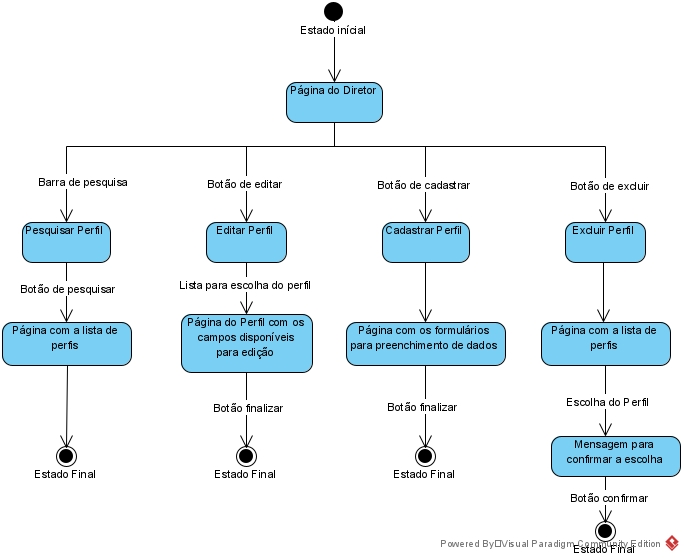 Estado inícial
Página do Diretor
Barra de pesquisa
Botão de editar
Botão de cadastrar
Botão de excluir
Pesquisar Perfil
Editar Perfil
Cadastrar Perfil
Excluir Perfil
Botão de pesquisar
Lista para escolha do perfil
Página com a lista de
perfis
Página do Perfil com os
campos disponíveis
para edição
Página com os formulários
para preenchimento de dados
Página com a lista de
perfis
Botão finalizar
Botão finalizar
Escolha do Perfil
Mensagem para
confirmar a escolha
Estado Final
Estado Final
Estado Final
Botão confirmar
Estado Final
Powered By Visual Paradigm Community Edition